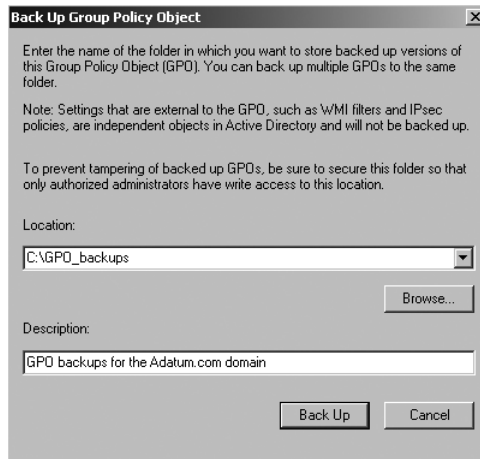 Back Up Group Policy Object
Enter the name of the folder in which you want to store backed up versions of
this Group Policy Object (GPO). You can back up multiple GPOs to the same
folder.
Note: Settings that are external to the GPO, such as WMI filters and IPsec
policies, are independent objects in Active Directory and will not be backed up.
To prevent tampering of backed up GPOs, be sure to secure this folder so that
only authorized administrators have write access to this location.
Location:
C:\GPO_backups
Browse...
Description:
GPO backups for the Adatum.com domain
Back Up Cancel